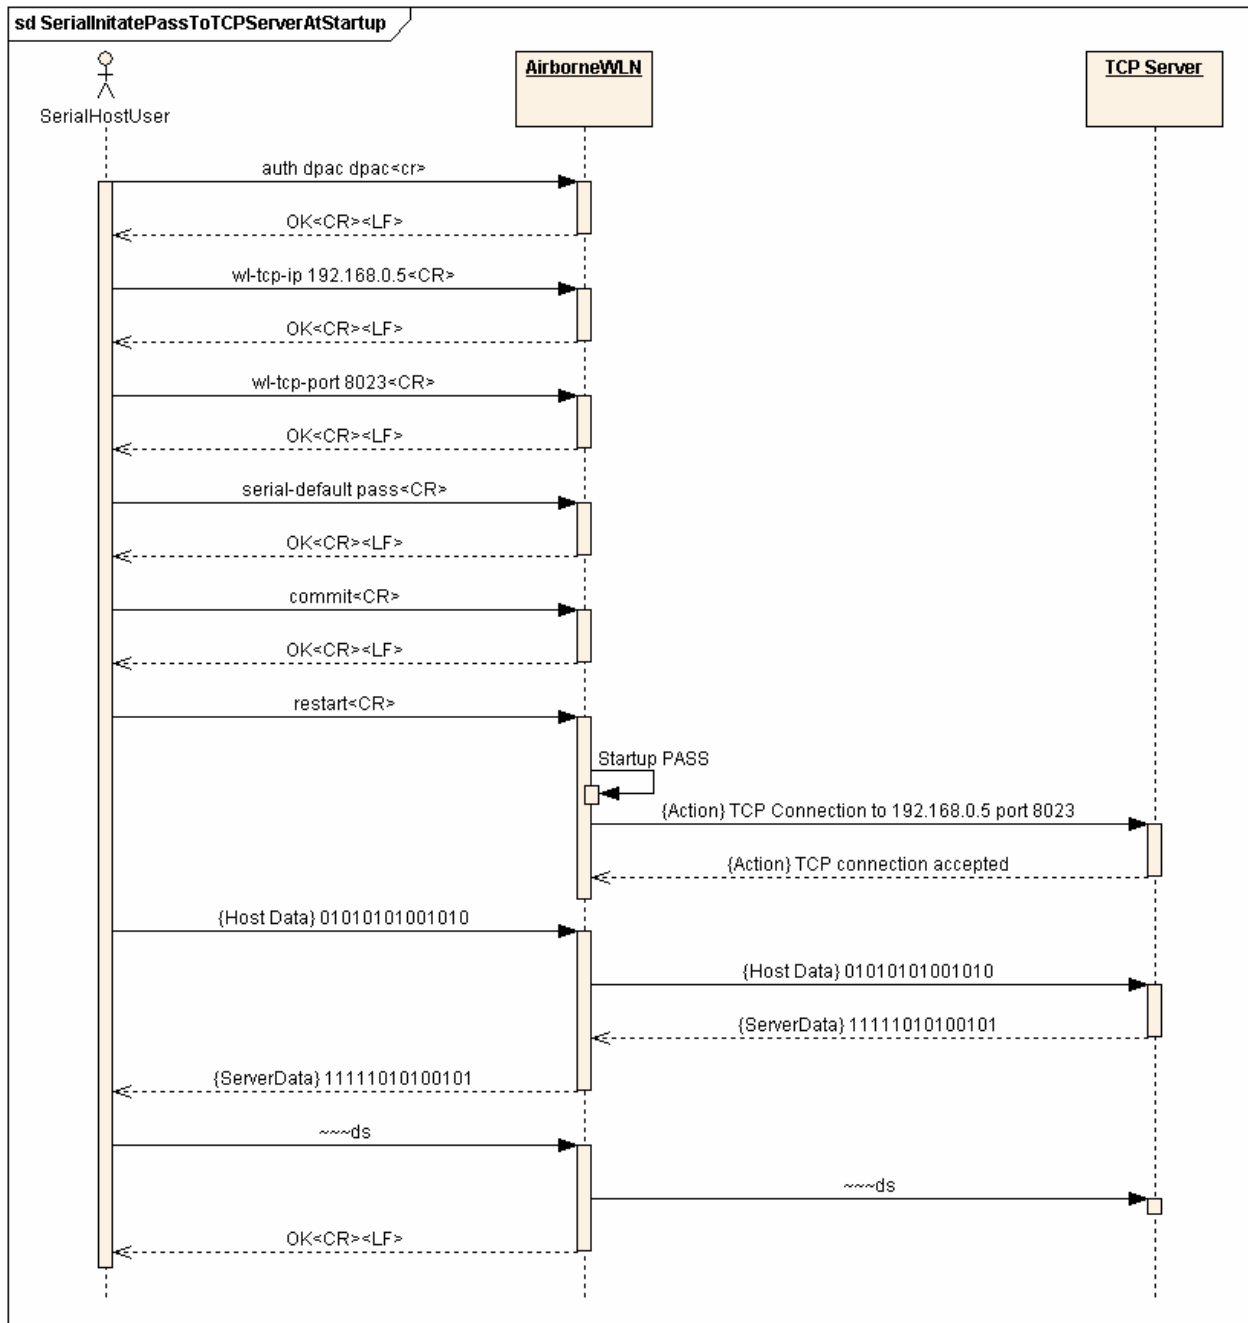 sd SerialInitatePassToTCPServerAtStartup
SerialHostUser
AirborneWLN
TCP Server
auth dpac dpac<cr>
OK<CR><LF>
wl-tcp-ip 192.168.0.5<CR>
OK<CR><LF>
wl-tcp-port 8023<CR>
OK<CR><LF>
serial-default pass<CR>
OK<CR><LF>
commit<CR>
OK<CR><LF>
restart<CR>
Startup PASS
{Action} TCP Connection to 192.168.0.5 port 8023
{Action} TCP connection accepted
{Host Data} 01010101001010
{Host Data} 01010101001010
{ServerData} 11111010100101
{ServerData} 11111010100101
~~~ds
~~~ds
OK<CR><LF>